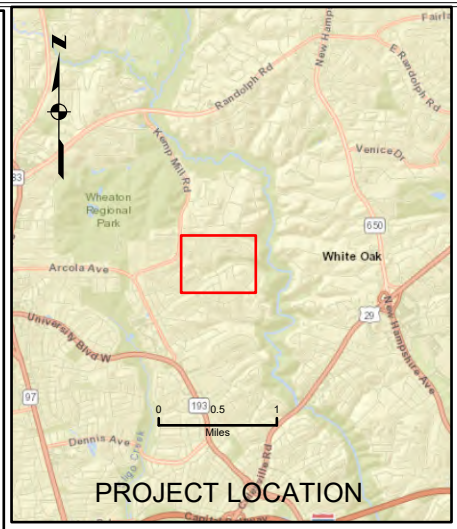 N
Fairla
New Hamp
E Randolph Rd
Randolph Rd
Kemp Mill Rd
Venice Dr
Wheaton
Regional
Park
650
White Oak
Arcola Ave
29
New Hampshire Ave
University Blvd W
97
0 0.5 1
Miles
193
Dennis Ave
Creek
PROJECT LOCATION